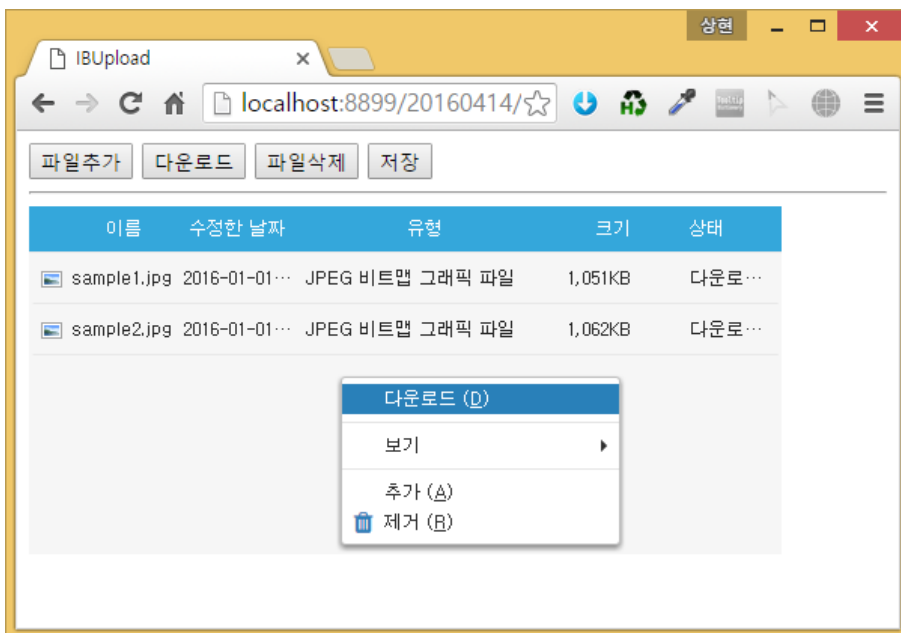 상현
IBUpload
localhost:8899/20160414/
파일추가 다운로드 파일삭제 저장
이름 수정한 날짜 유형 크기 상태
sample1.jpg 2016-01-01… JPEG 비트맵 그래픽 파일 1,051KB 다운로…
sample2.jpg 2016-01-01… JPEG 비트맵 그래픽 파일 1,062KB 다운로…
다운로드 (D)
보기
추가 (A)
제거 (R)